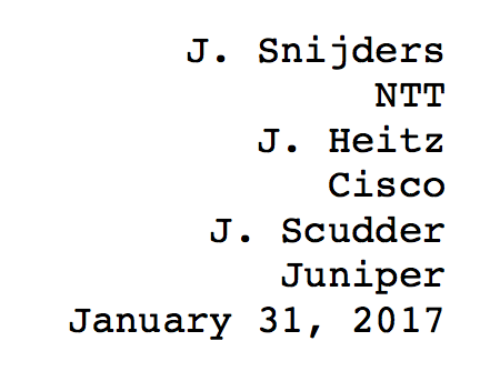 J. Snijders
NTT
J. Heitz
Cisco
J. Scudder
Juniper
January 31, 2017